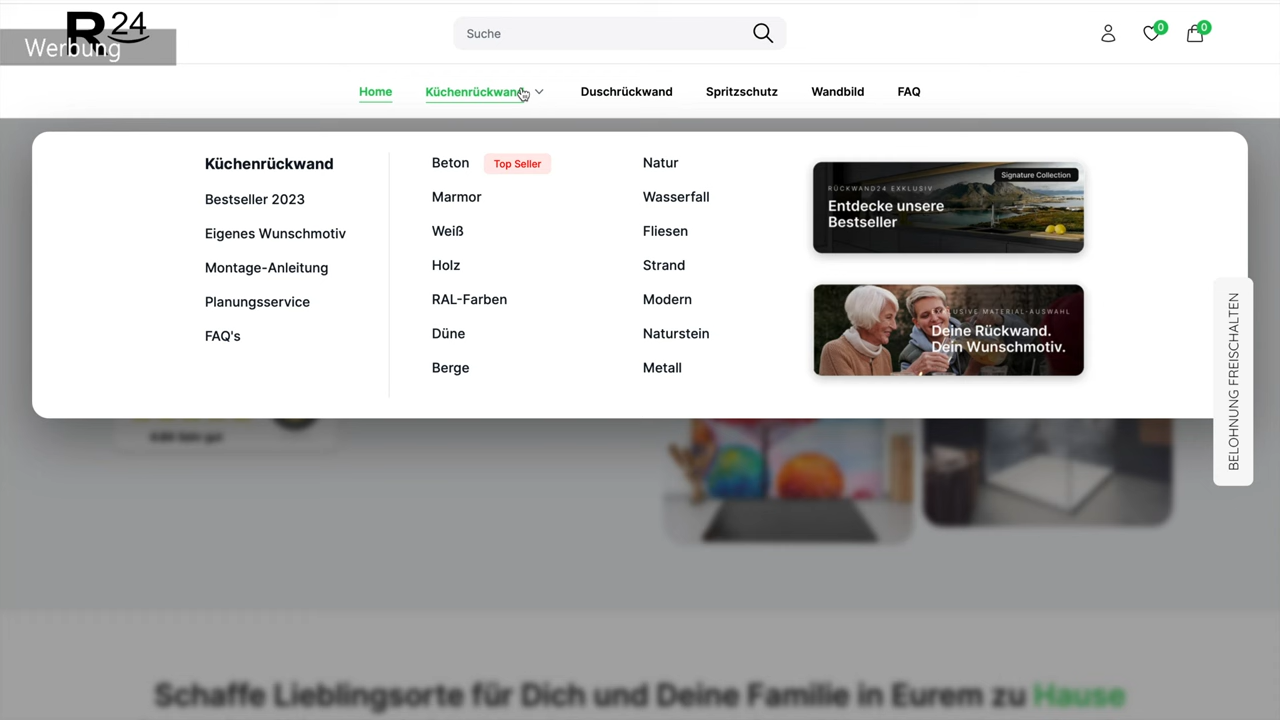 R24
Werbung
Suche
0
0
Home
Küchenrückwand
Duschrückwand
Spritzschutz
Wandbild
FAQ
Küchenrückwand
Bestseller 2023
Eigenes Wunschmotiv
Montage-Anleitung
Planungsservice
FAQ's
Beton
Top Seller
Marmor
Weiß
Holz
RAL-Farben
Düne
Berge
Natur
Wasserfall
Fliesen
Strand
Modern
Naturstein
Metall
Signature Collection
RÜCKWAND24 EXKLUSIV
Entdecke unsere
Bestseller
MATERIAL-AUSWAHL
Deine Rückwand.
Dein Wunschmotiv.
BELOHNUNG FREISCHALTEN
Schaffe Lieblingsorte für Dich und Deine Familie in Eurem zu Hause